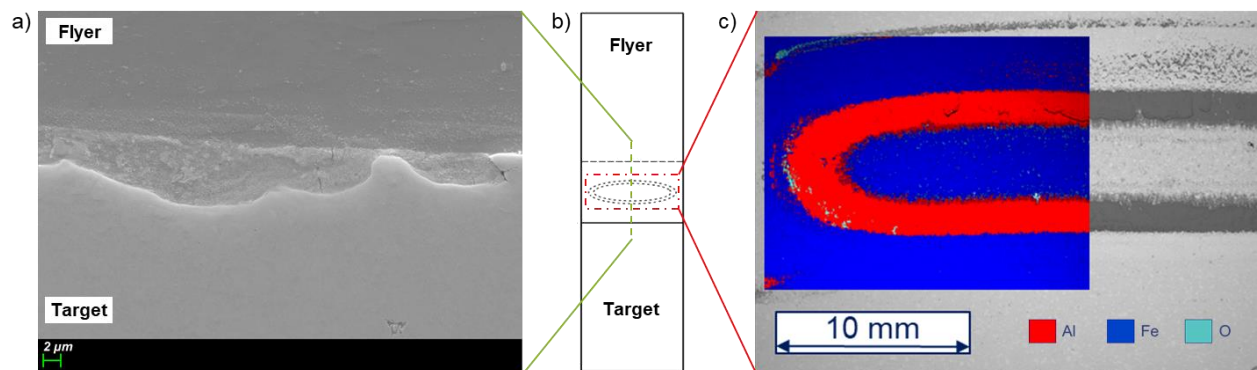 a)
Flyer
Target
2 µm
b)
Flyer
Target
c)
10 mm
Al
Fe
O